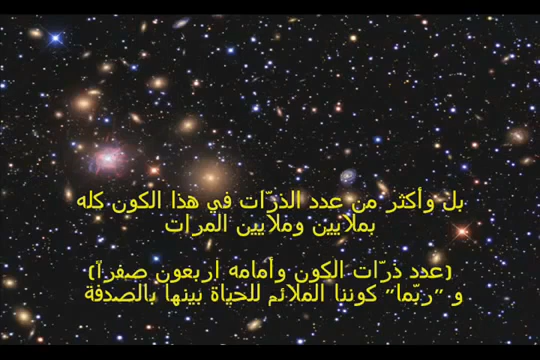 بل وأكثر من عدد الذرّات في هذا الكون كله
بملايين وملايين المرات
(عدد ذرّات الكون وأمامه أربعون صفراً)
و "ربّما" كوننا الملائم للحياة بينها بالصدفة